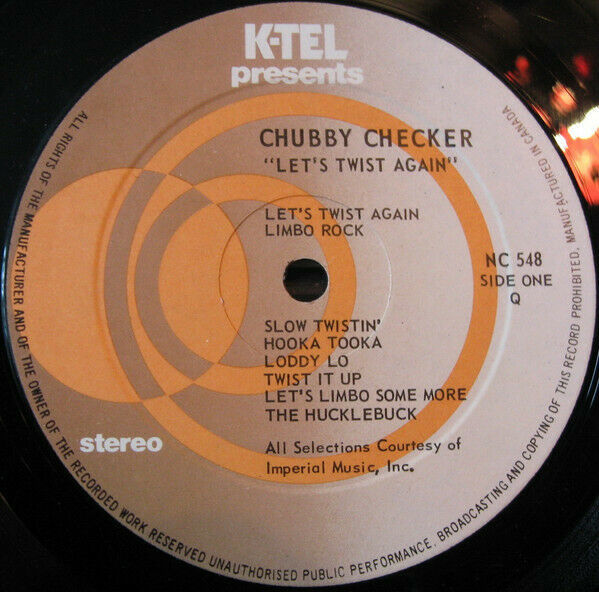 K-TEL
presents
CHUBBY CHECKER
"LET'S TWIST AGAIN"
LET'S TWIST AGAIN
LIMBO ROCK
NC 548
SIDE ONE
Q
SLOW TWISTIN'
HOOKA TOOKA
LODDY LO
TWIST IT UP
LET'S LIMBO SOME MORE
THE HUCKLEBUCK
stereo
All Selections Courtesy of
Imperial Music, Inc.
ALL RIGHTS OF THE MANUFACTURER AND OF THE OWNER OF THE RECORDED WORK RESERVED UNAUTHORISED PUBLIC PERFORMANCE, BROADCASTING AND COPYING OF THIS RECORD PROHIBITED, MANUFACTURED IN CANADA